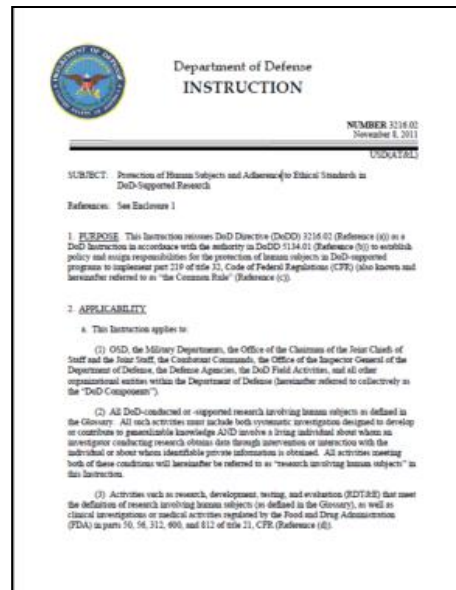 DEPARTMENT OF DEFENSE
UNITED STATES OF AMERICA
Department of Defense
INSTRUCTION
NUMBER 3216.02
November 8, 2011
USD(AT&L)
SUBJECT: Protection of Human Subjects and Adherence to Ethical Standards in
DoD-Supported Research
References: See Enclosure 1
1. PURPOSE. This Instruction reissues DoD Directive (DoDD) 3216.02 (Reference (a)) as a
DoD Instruction in accordance with the authority in DoDD 5134.01 (Reference (b)) to establish
policy and assign responsibilities for the protection of human subjects in DoD-supported
programs to implement part 219 of title 32, Code of Federal Regulations (CFR) (also known and
hereinafter referred to as "the Common Rule" (Reference (c)).
2. APPLICABILITY
a. This Instruction applies to:
(1) OSD, the Military Departments, the Office of the Chairman of the Joint Chiefs of
Staff and the Joint Staff, the Combatant Commands, the Office of the Inspector General of the
Department of Defense, the Defense Agencies, the DoD Field Activities, and all other
organizational entities within the Department of Defense (hereinafter referred to collectively as
the "DoD Components").
(2) All DoD-conducted or -supported research involving human subjects as defined in
the Glossary. All such activities must include both systematic investigation designed to develop
or contribute to generalizable knowledge AND involve a living individual about whom an
investigator conducting research obtains data through intervention or interaction with the
individual or about whom identifiable private information is obtained. All activities meeting
both of these conditions will hereinafter be referred to as "research involving human subjects" in
this Instruction.
(3) Activities such as research, development, testing, and evaluation (RDT&E) that meet
the definition of research involving human subjects (as defined in the Glossary), as well as
clinical investigations or medical activities regulated by the Food and Drug Administration
(FDA) in parts 50, 56, 312, 600, and 812 of title 21, CFR (Reference (d)).